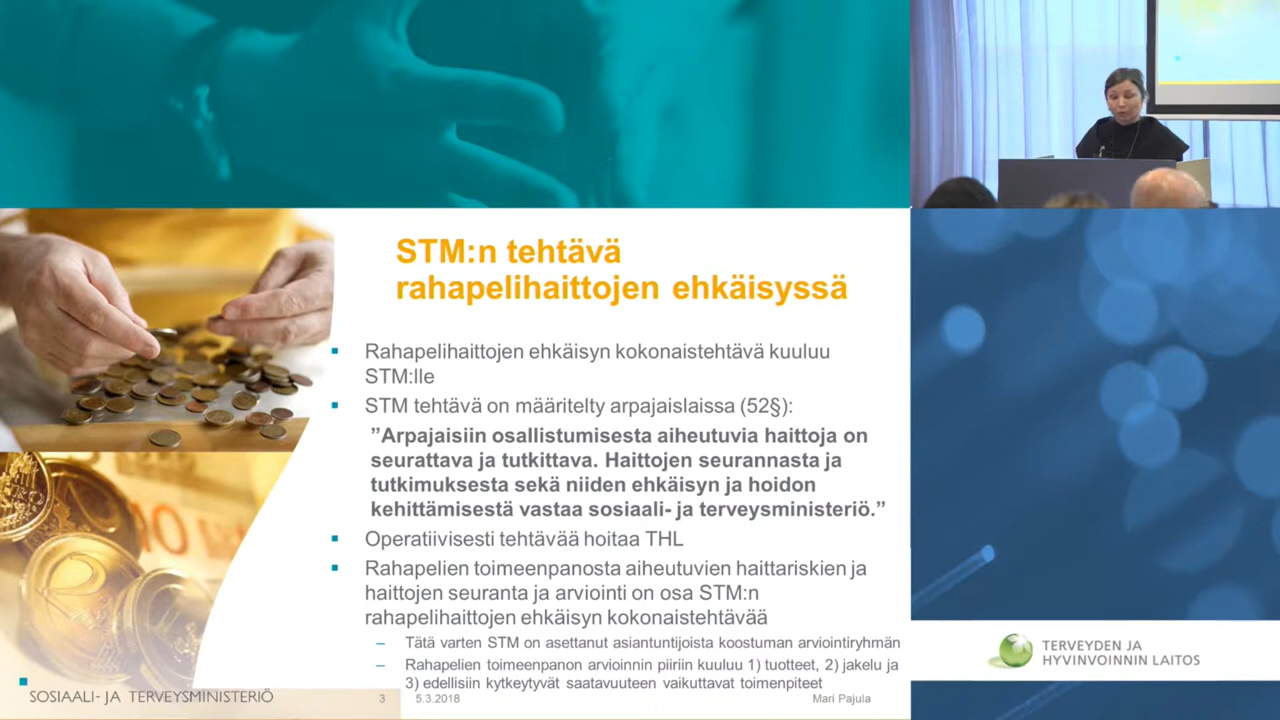 STM:n tehtävä
rahapelihaittojen ehkäisyssä
Rahapelihaittojen ehkäisyn kokonaistehtävä kuuluu
STM:lle
STM tehtävä on määritelty arpajaislaissa (52§):
”Arpajaisiin osallistumisesta aiheutuvia haittoja on
seurattava ja tutkittava. Haittojen seurannasta ja
tutkimuksesta sekä niiden ehkäisyn ja hoidon
kehittämisestä vastaa sosiaali- ja terveysministeriö.”
Operatiivisesti tehtävää hoitaa THL
Rahapelien toimeenpanosta aiheutuvien haittariskien ja
haittojen seuranta ja arviointi on osa STM:n
rahapelihaittojen ehkäisyn kokonaistehtävää
– Tätä varten STM on asettanut asiantuntijoista koostuman arviointiryhmän
– Rahapelien toimeenpanon arvioinnin piiriin kuuluu 1) tuotteet, 2) jakelu ja
3) edellisiin kytkeytyvät saatavuuteen vaikuttavat toimenpiteet
SOSIAALI- JA TERVEYSMINISTERIÖ
3
5.3.2018
Mari Pajula
TERVEYDEN JA
HYVINVOINNIN LAITOS
10